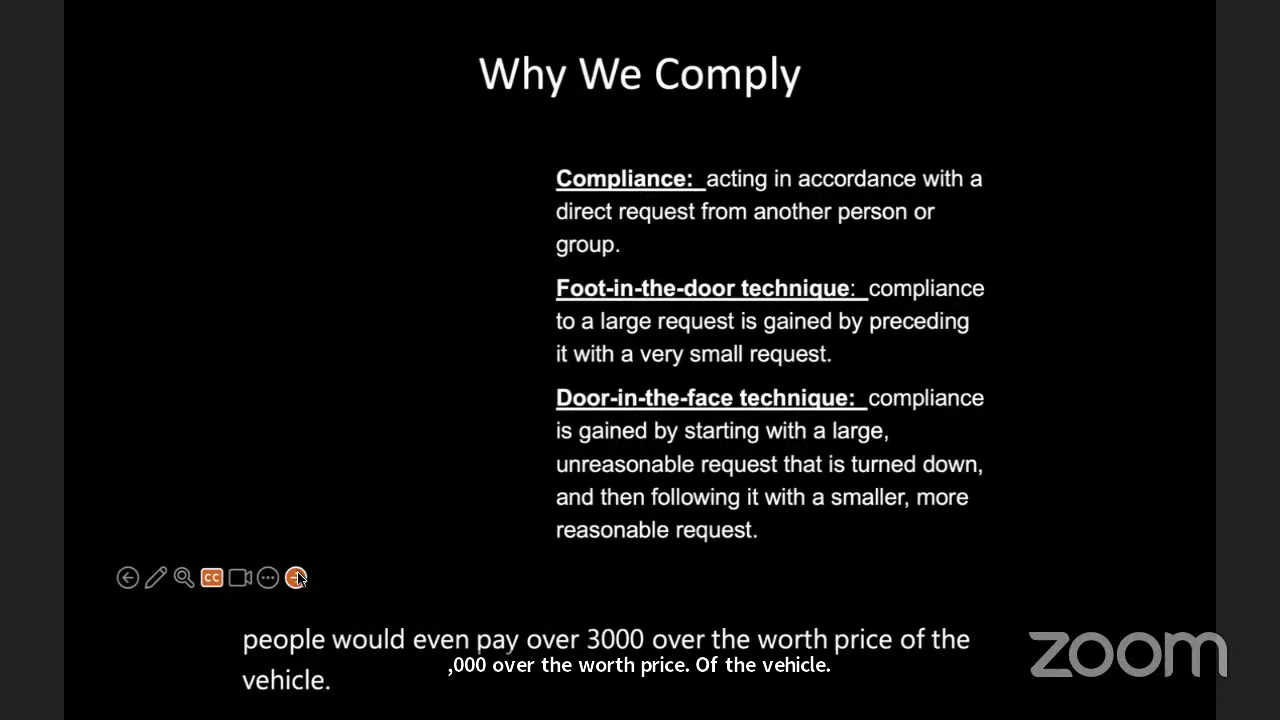 Why We Comply
Compliance: acting in accordance with a
direct request from another person or
group.
Foot-in-the-door technique: compliance
to a large request is gained by preceding
it with a very small request.
Door-in-the-face technique: compliance
is gained by starting with a large,
unreasonable request that is turned down,
and then following it with a smaller, more
reasonable request.
CC
people would even pay over 3000 over the worth price of the
,000 over the worth price. Of the vehicle.
vehicle.
zoom